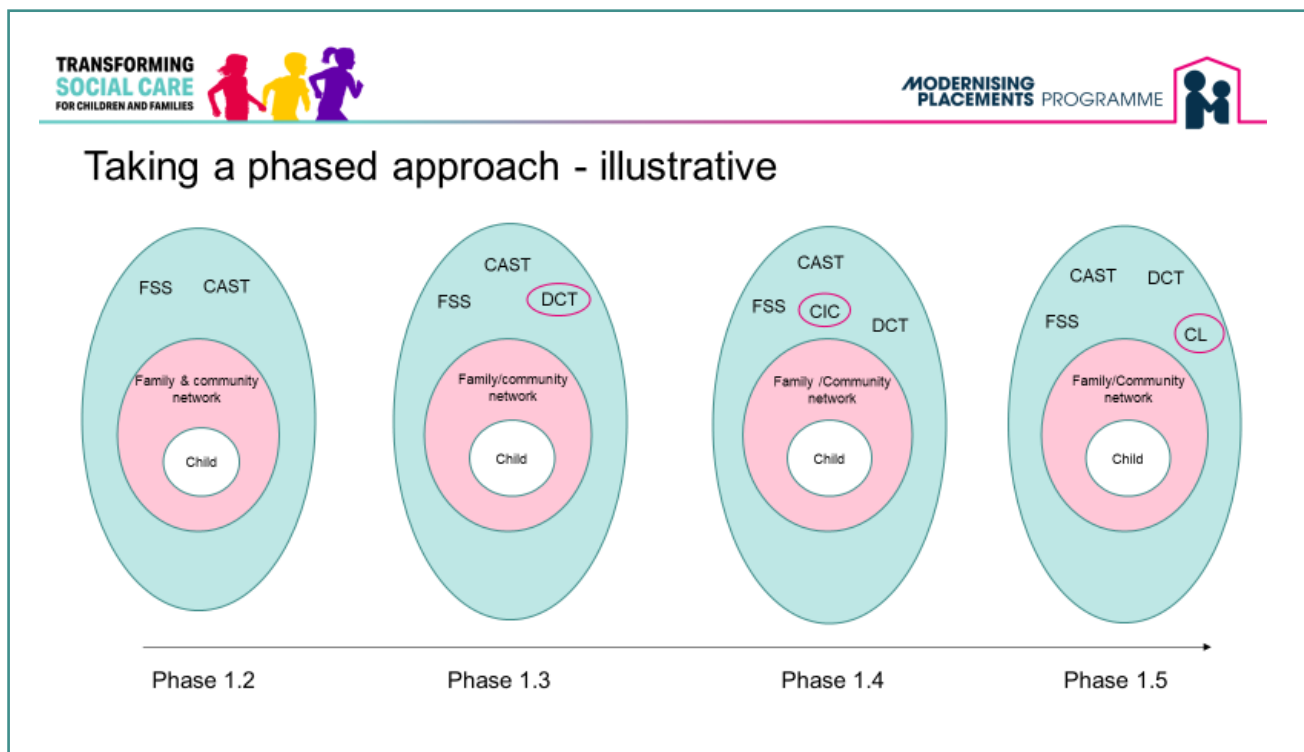 TRANSFORMING
SOCIAL CARE
FOR CHILDREN AND FAMILIES
MODERNISING
PLACEMENTS PROGRAMME
Taking a phased approach - illustrative
FSS CAST
Family & community
network
Child
CAST
FSS DCT
Family/community
network
Child
CAST
FSS CIC
DCT
Family /Community
network
Child
CAST DCT
FSS
CL
Family/Community
network
Child
Phase 1.2 Phase 1.3 Phase 1.4 Phase 1.5